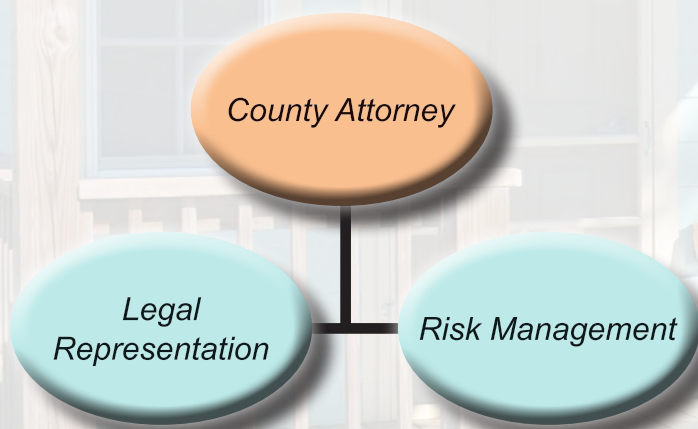 County Attorney
Legal
Representation
Risk Management